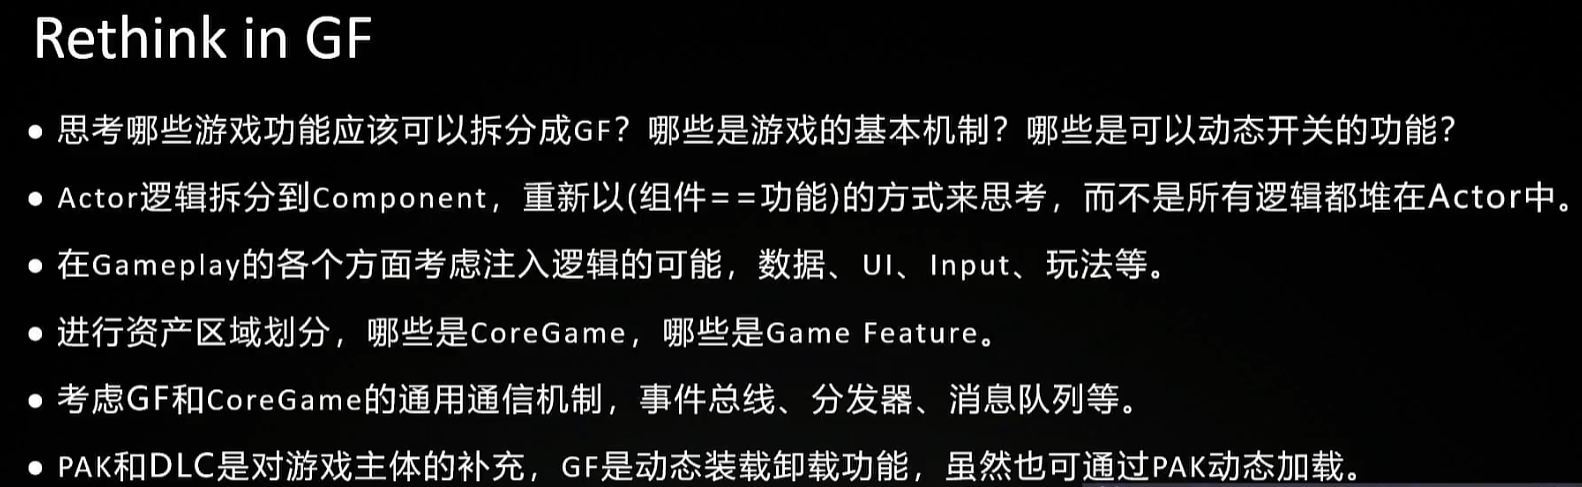 Rethink in GF
● 思考哪些游戏功能应该可以拆分成GF？哪些是游戏的基本机制？哪些是可以动态开关的功能？
● Actor逻辑拆分到Component，重新以(组件==功能)的方式来思考，而不是所有逻辑都堆在Actor中。
● 在Gameplay的各个方面考虑注入逻辑的可能，数据、UI、Input、玩法等。
● 进行资产区域划分，哪些是CoreGame，哪些是Game Feature。
● 考虑GF和CoreGame的通用通信机制，事件总线、分发器、消息队列等。
● PAK和DLC是对游戏主体的补充，GF是动态装载卸载功能，虽然也可通过PAK动态加载。